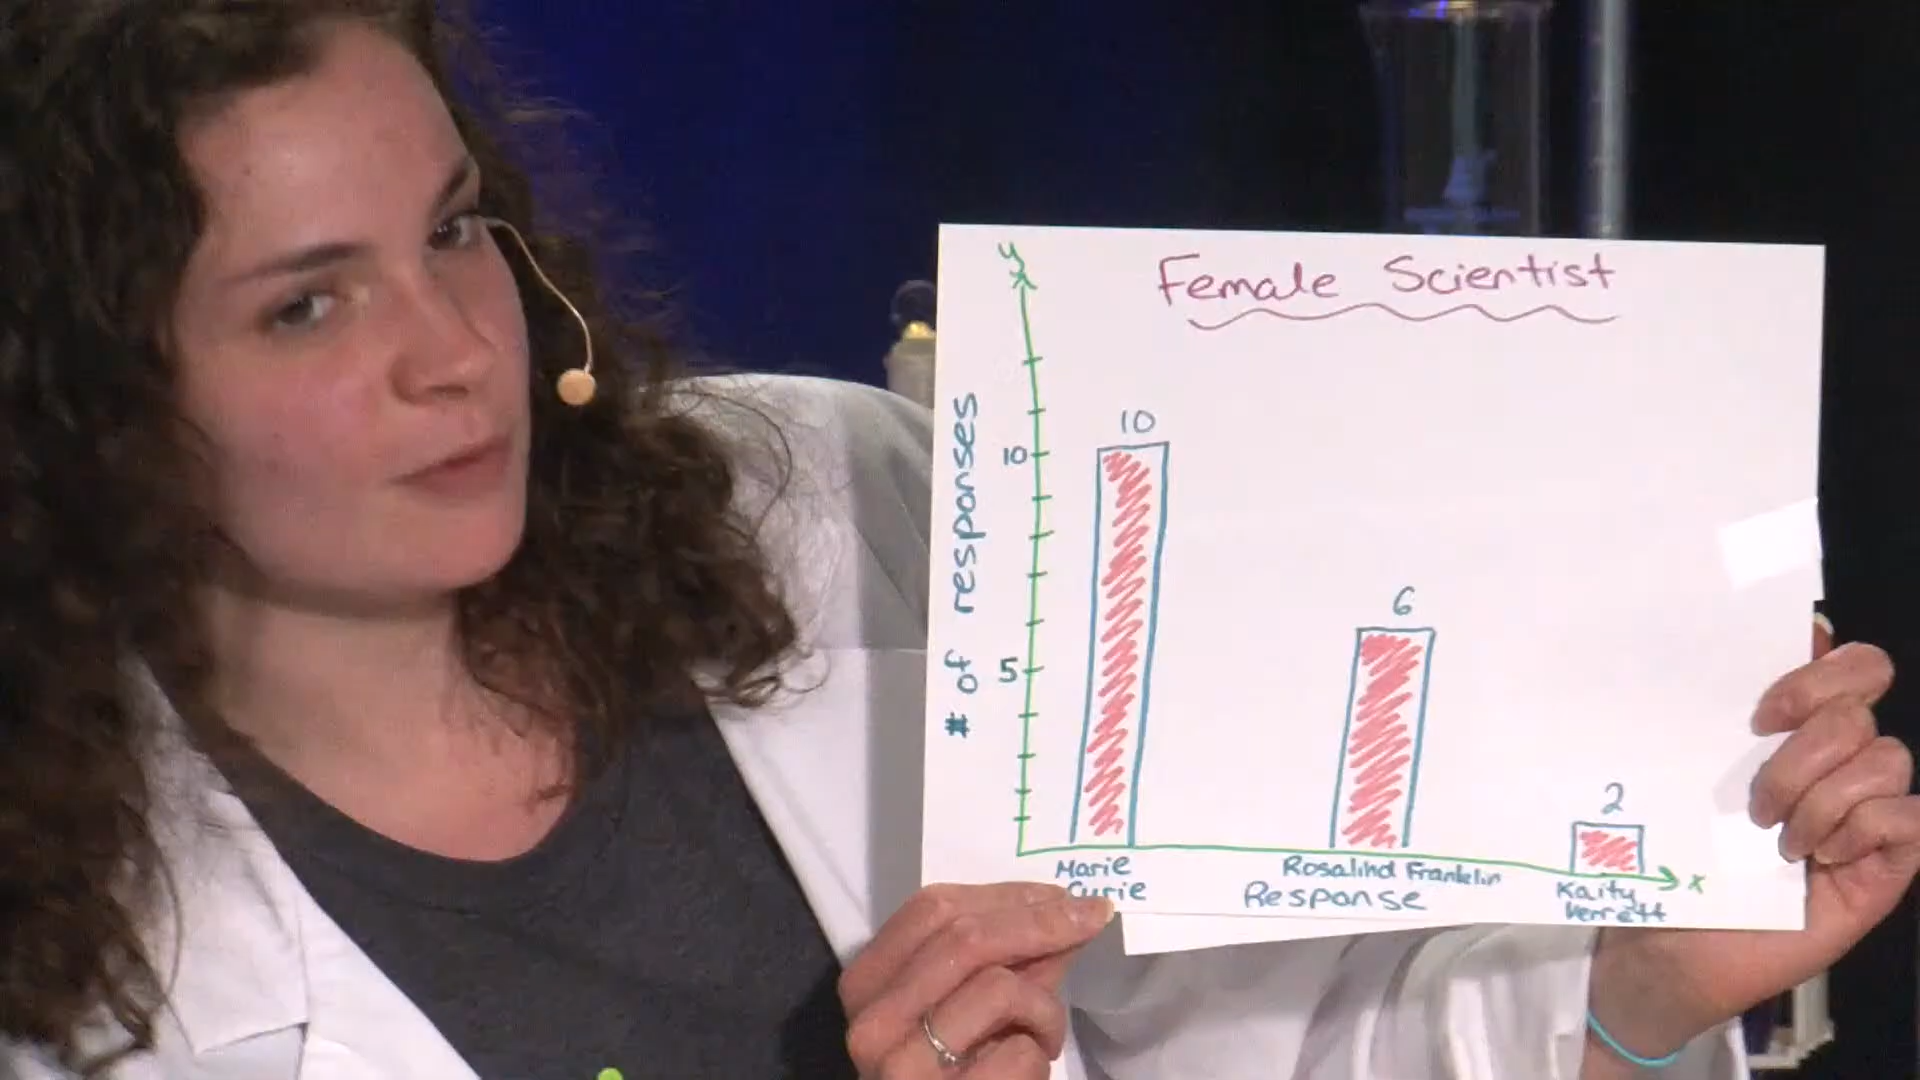 y
Female Scientist
# of responses
10
10
6
5
2
Marie
Curie
Rosalind Franklin
Kaity
Verrett
x
Response